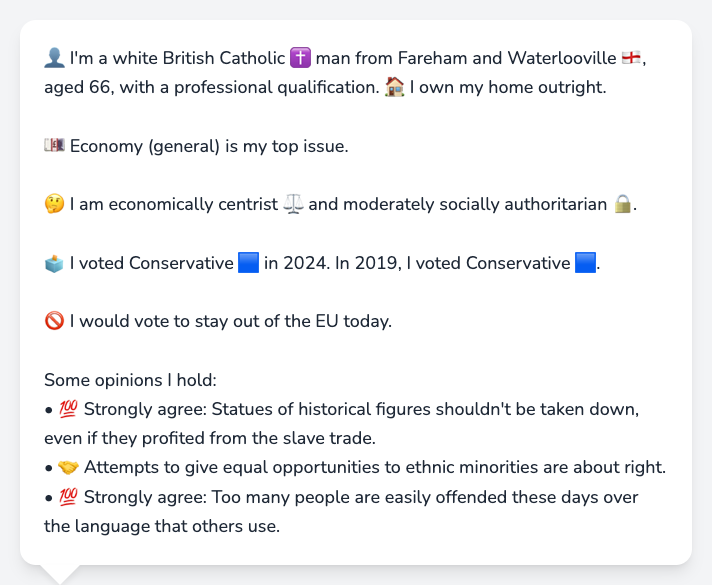 👤 I'm a white British Catholic ✝️ man from Fareham and Waterlooville 🏴󠁧󠁢󠁥󠁮󠁧󠁿,
aged 66, with a professional qualification. 🏠 I own my home outright.
💷 Economy (general) is my top issue.
🤔 I am economically centrist ⚖️ and moderately socially authoritarian 🔒.
🗳️ I voted Conservative 🟦 in 2024. In 2019, I voted Conservative 🟦.
🚫 I would vote to stay out of the EU today.
Some opinions I hold:
• 💯 Strongly agree: Statues of historical figures shouldn't be taken down,
even if they profited from the slave trade.
• 🤝 Attempts to give equal opportunities to ethnic minorities are about right.
• 💯 Strongly agree: Too many people are easily offended these days over
the language that others use.